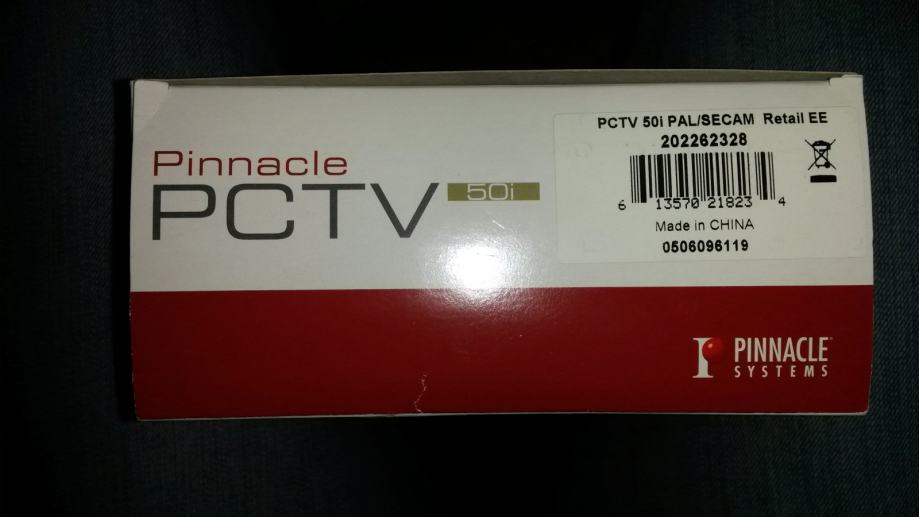 Pinnacle
PCTV 50i
PCTV 50i PAL/SECAM Retail EE
202262328
6 13570 21823 4
Made in CHINA
0506096119
PINNACLE
SYSTEMS